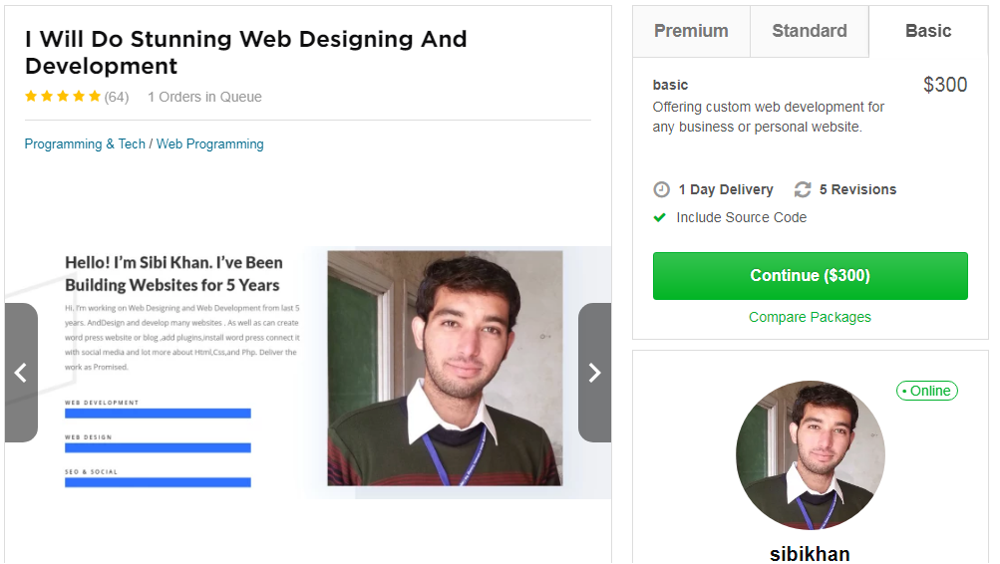 I Will Do Stunning Web Designing And
Development
(64) 1 Orders in Queue
Programming & Tech / Web Programming
Hello! I'm Sibi Khan. I've Been
Building Websites for 5 Years
Hi, I'm working on Web Designing and Web Development from last 5
years. AndDesign and develop many websites . As well as can create
word press website or blog ,add plugins,install word press connect it
with social media and lot more about Html,Css,and Php. Deliver the
work as Promised.
WEB DEVELOPMENT
WEB DESIGN
SEO & SOCIAL
Premium Standard Basic
basic $300
Offering custom web development for
any business or personal website.
1 Day Delivery 5 Revisions
Include Source Code
Continue ($300)
Compare Packages
• Online
sibikhan